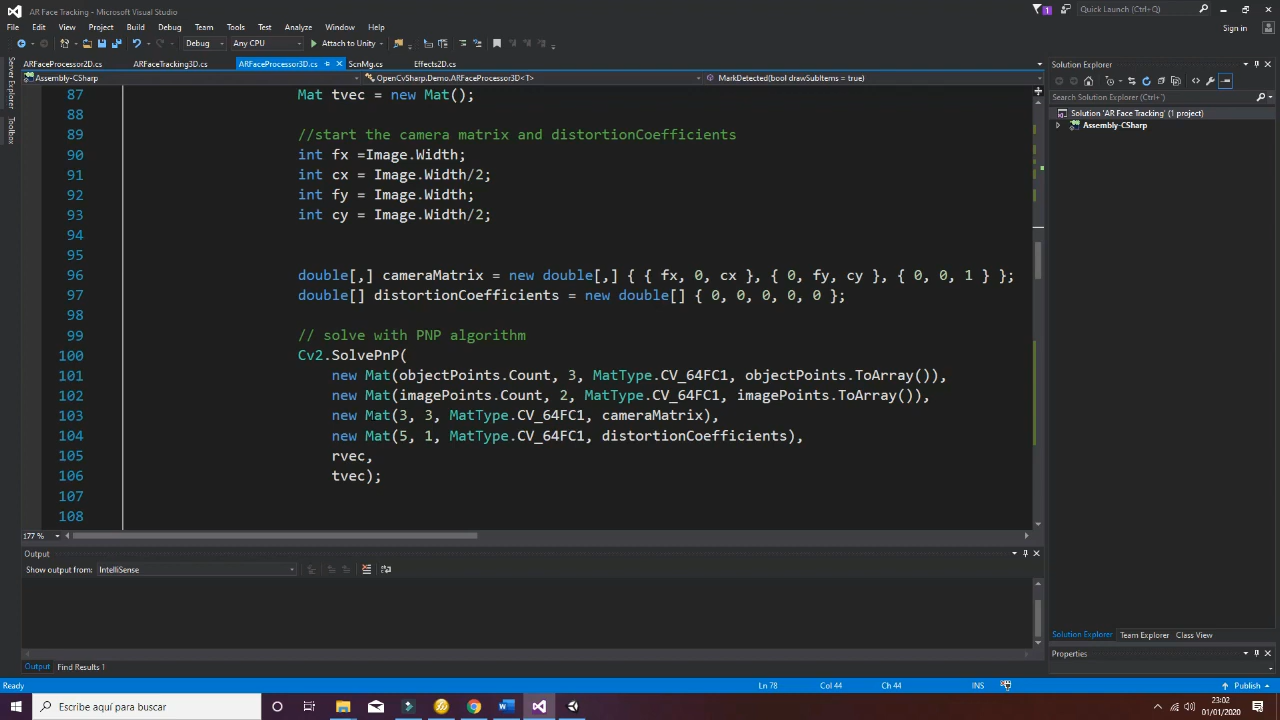 AR Face Tracking - Microsoft Visual Studio
1
Quick Launch (Ctrl+Q)
File Edit View Project Build Debug Team Tools Test Analyze Window Help
Sign in
Debug Any CPU Attach to Unity
ARFaceProcessor2D.cs ARFaceTracking3D.cs ARFaceProcessor3D.cs ScnMg.cs Effects2D.cs
Assembly-CSharp OpenCvSharp.Demo.ARFaceProcessor3D<T> MarkDetected(bool drawSubItems = true)
Server Explorer
Toolbox
87 Mat tvec = new Mat();
88
89 //start the camera matrix and distortionCoefficients
90 int fx =Image.Width;
91 int cx = Image.Width/2;
92 int fy = Image.Width;
93 int cy = Image.Width/2;
94
95
96 double[,] cameraMatrix = new double[,] { { fx, 0, cx }, { 0, fy, cy }, { 0, 0, 1 } };
97 double[] distortionCoefficients = new double[] { 0, 0, 0, 0, 0 };
98
99 // solve with PNP algorithm
100 Cv2.SolvePnP(
101 new Mat(objectPoints.Count, 3, MatType.CV_64FC1, objectPoints.ToArray()),
102 new Mat(imagePoints.Count, 2, MatType.CV_64FC1, imagePoints.ToArray()),
103 new Mat(3, 3, MatType.CV_64FC1, cameraMatrix),
104 new Mat(5, 1, MatType.CV_64FC1, distortionCoefficients),
105 rvec,
106 tvec);
107
108
177 %
Solution Explorer
Search Solution Explorer (Ctrl+¨)
Solution 'AR Face Tracking' (1 project)
Assembly-CSharp
Output
Show output from: IntelliSense
Solution Explorer Team Explorer Class View
Properties
Output Find Results 1
Ready Ln 78 Col 44 Ch 44 INS Publish
Escribe aquí para buscar
23:02
01/01/2020